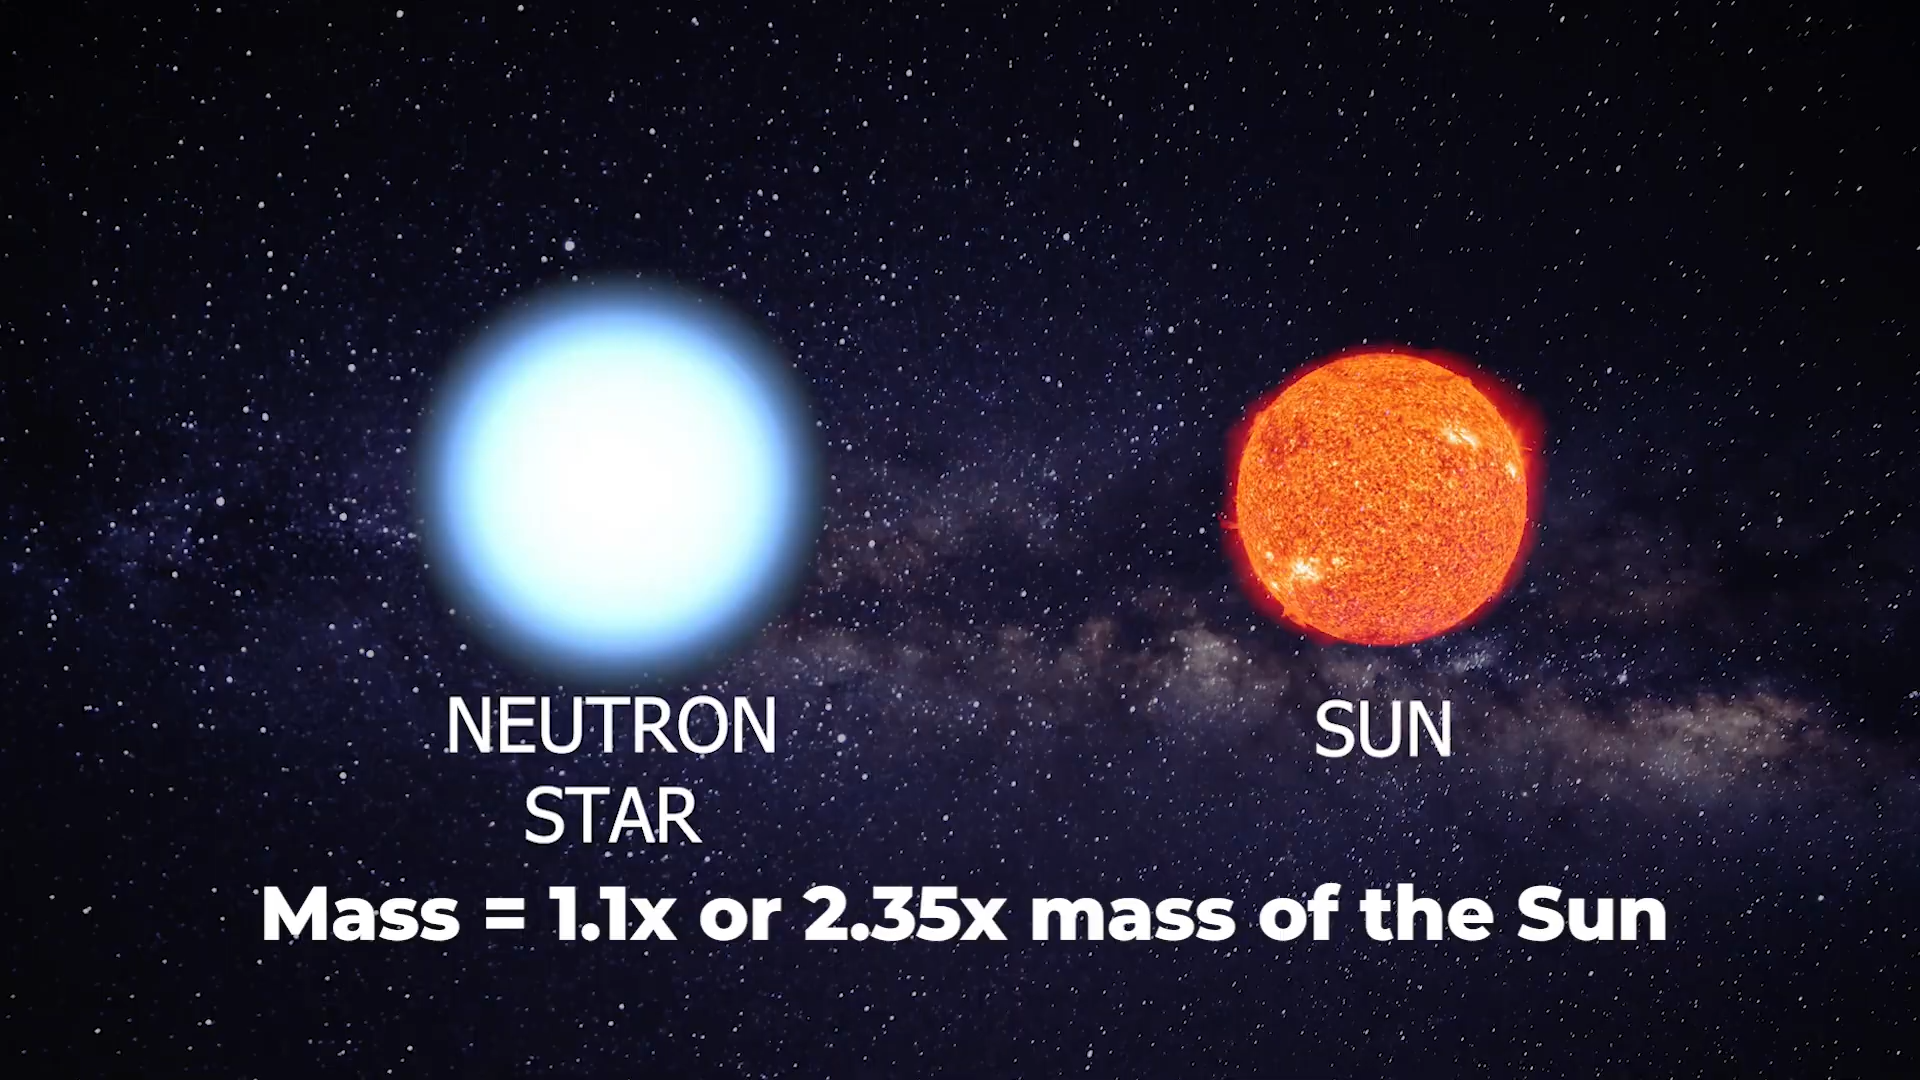 NEUTRON
STAR
SUN
Mass = 1.1x or 2.35x mass of the Sun